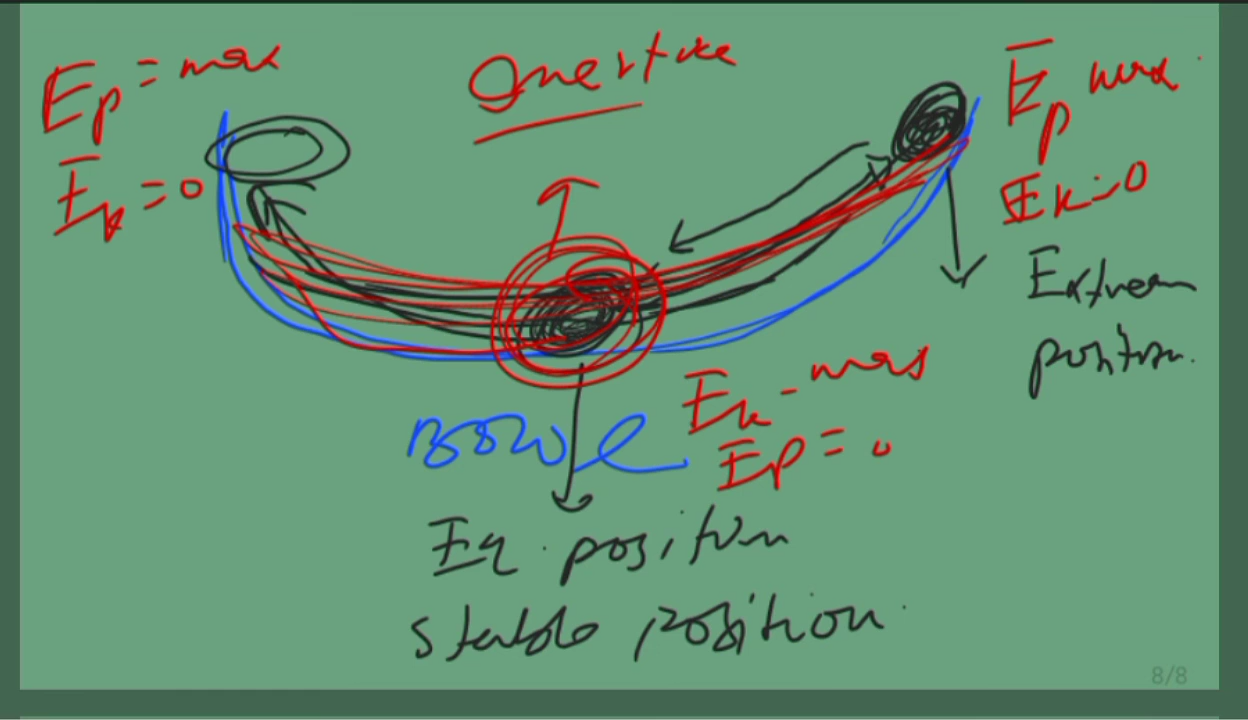 Ep = max
Ek = 0
Inertia
Ep max
Ek = 0
Extrem
position.
Bowl
Ek - max
Ep = 0
Eq. position
stable position.
8/8